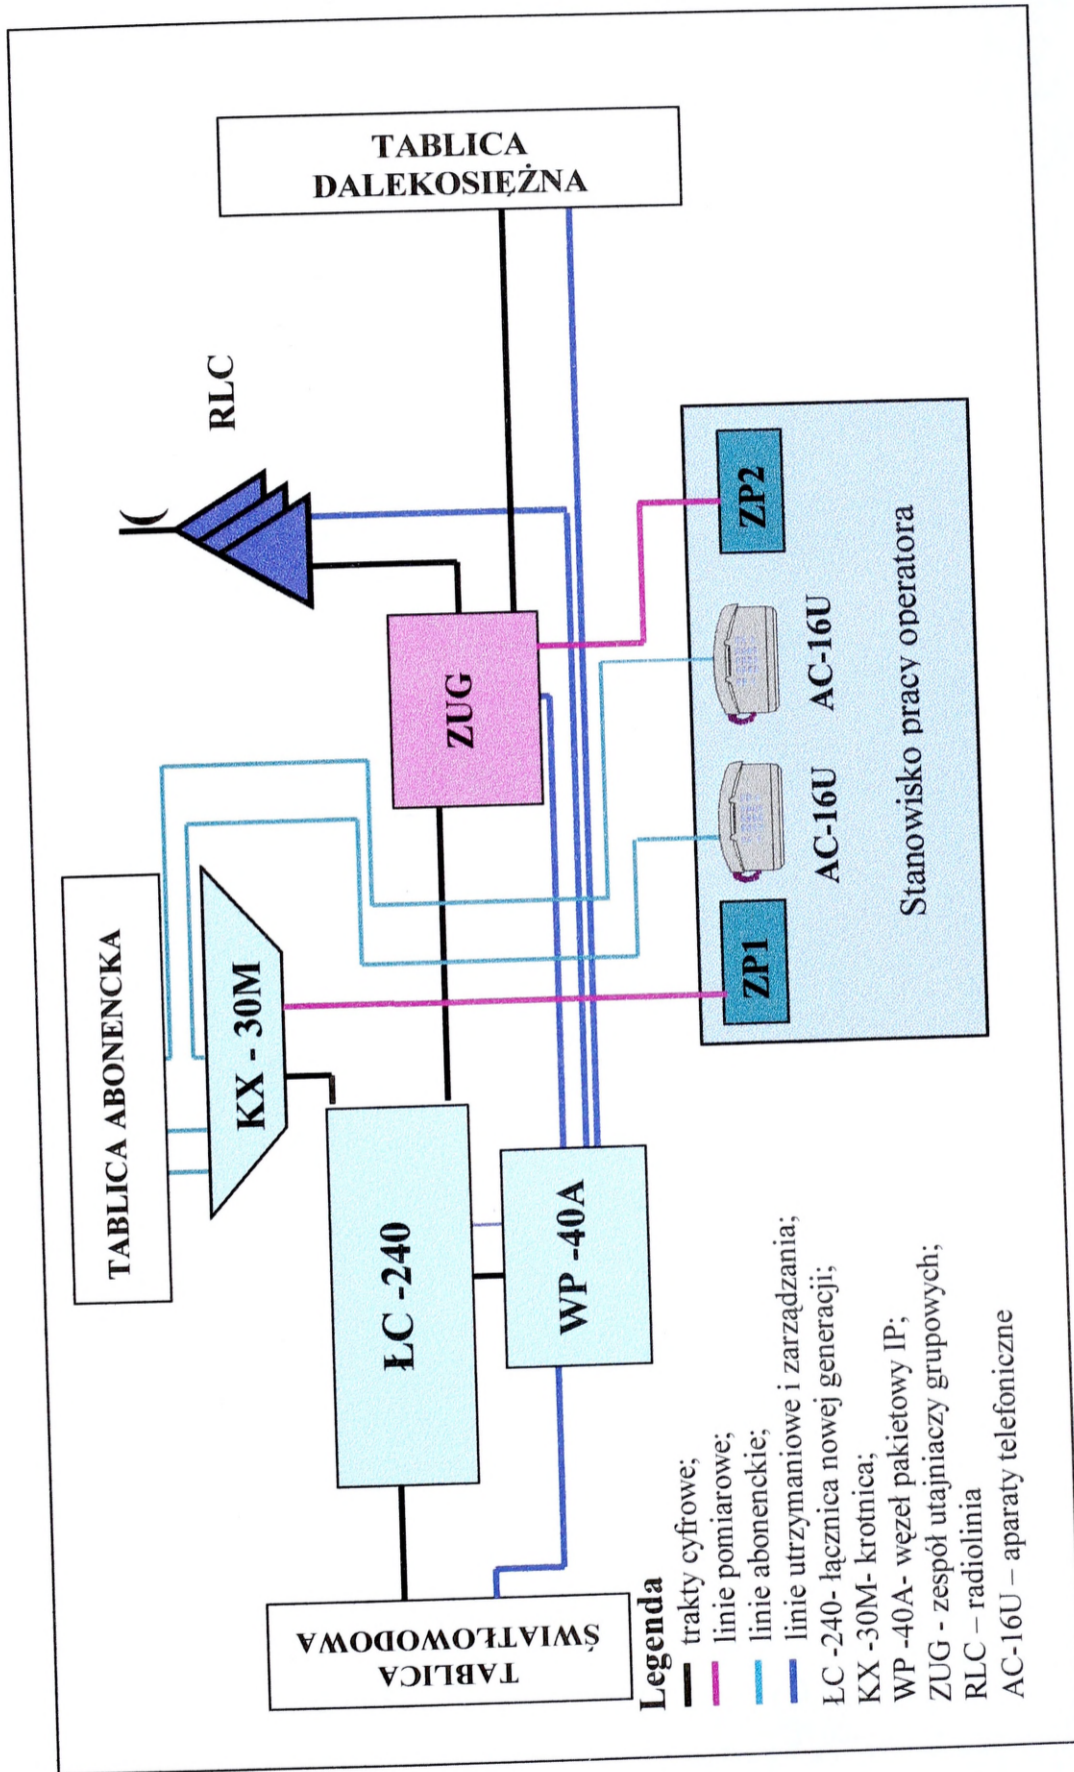 TABLICA ABONENCKA
KX - 30M
RLC
TABLICA
DALEKOSIĘŻNA
ZUG
ŁC -240
WP -40A
TABLICA
ŚWIATŁOWODOWA
ZP1
AC-16U
AC-16U
ZP2
Stanowisko pracy operatora
Legenda
trakty cyfrowe;
linie pomiarowe;
linie abonenckie;
linie utrzymaniowe i zarządzania;
ŁC -240- łącznica nowej generacji;
KX -30M- krotnica;
WP -40A- węzeł pakietowy IP;
ZUG - zespół utajniaczy grupowych;
RLC – radiolinia
AC-16U – aparaty telefoniczne